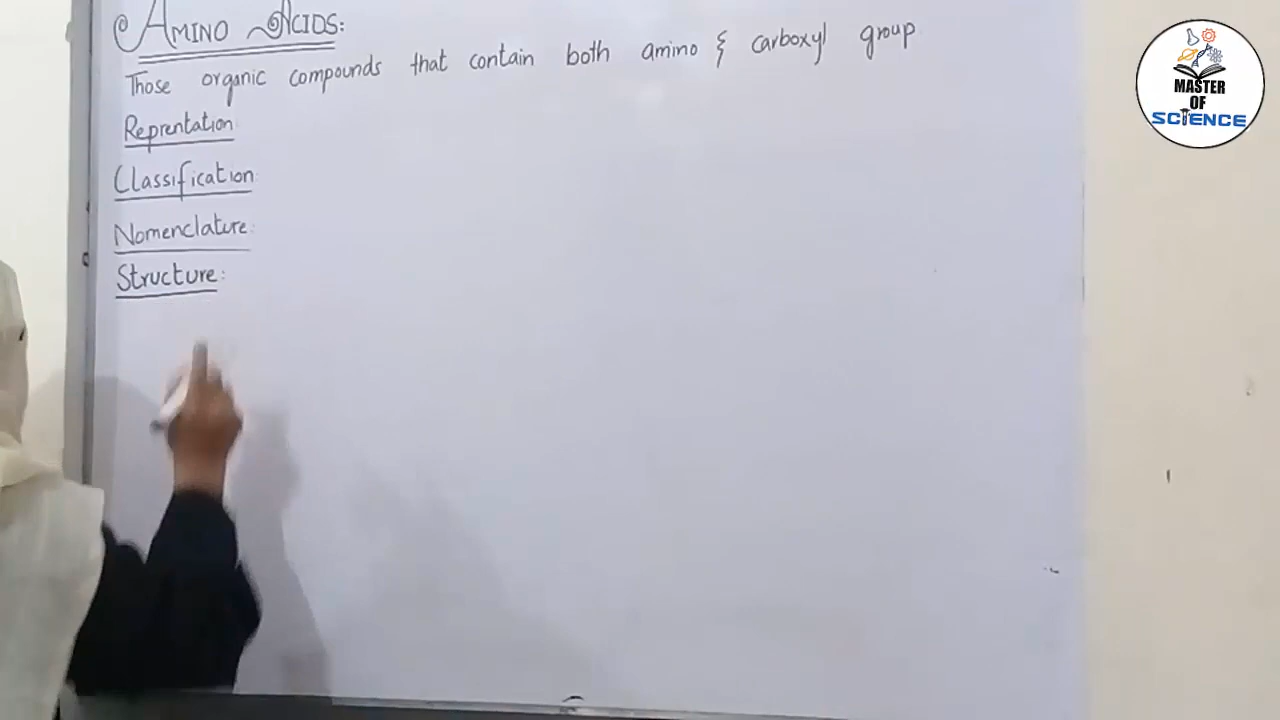 AMINO ACIDS:
Those organic compounds that contain both amino & carboxyl group
Reprentation
Classification:
Nomenclature:
Structure:
MASTER
OF
SCIENCE